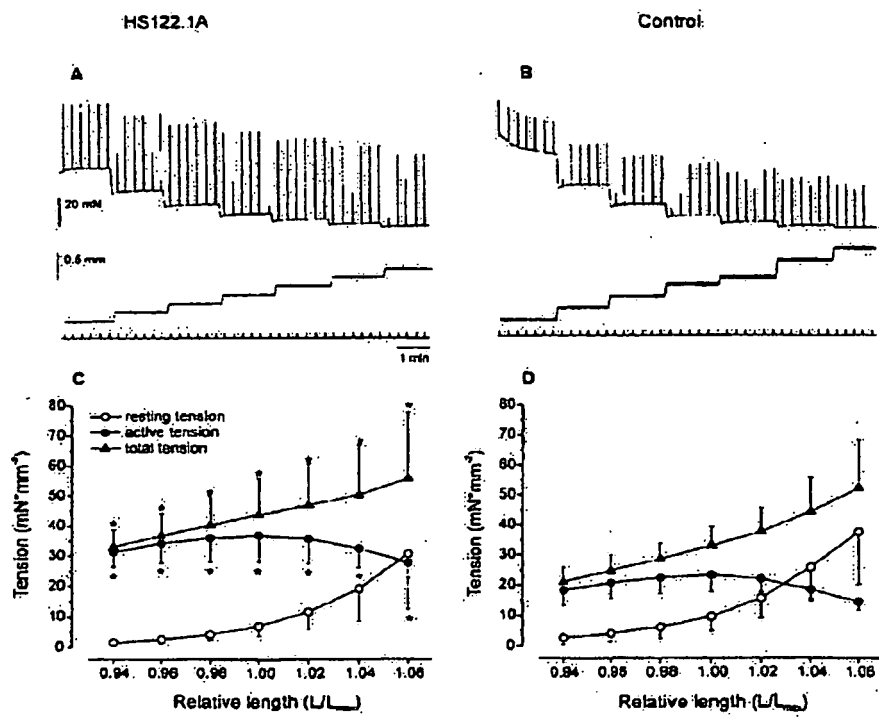 HS122.1A
Control
A
B
20 mN
0.5 mm
1 min
C
D
80
70
60
50
40
30
20
10
0
Tension (mN*mm⁻²)
resting tension
active tension
total tension
0.94 0.96 0.98 1.00 1.02 1.04 1.06
Relative length (L/Lmax)
80
70
60
50
40
30
20
10
0
Tension (mN*mm⁻²)
0.94 0.96 0.98 1.00 1.02 1.04 1.06
Relative length (L/Lmax)